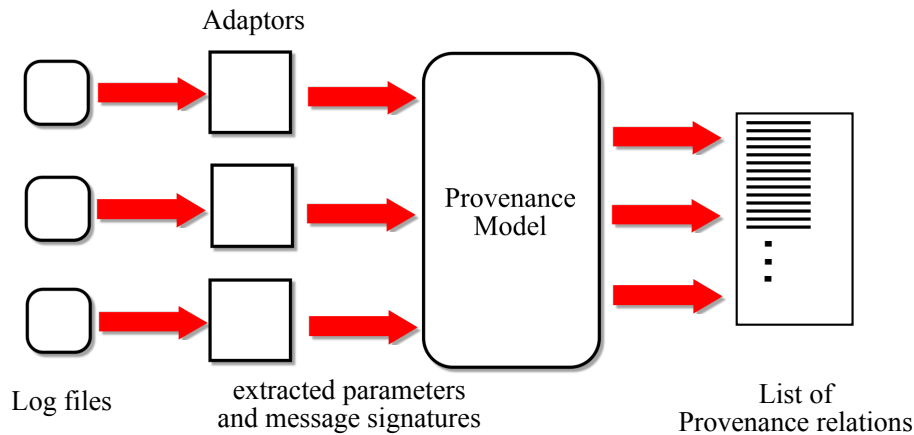 Adaptors
Provenance
Model
Log files
extracted parameters
and message signatures
List of
Provenance relations